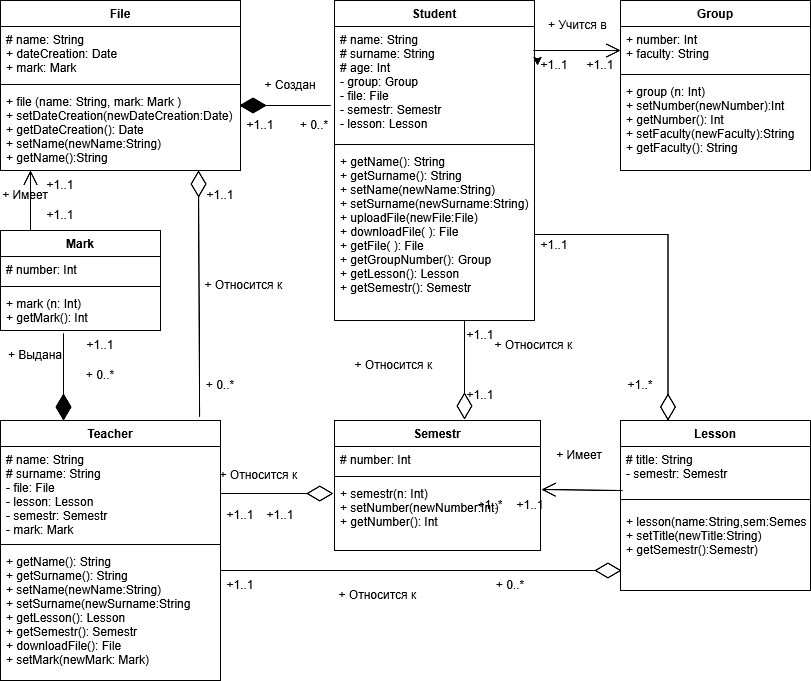 File
# name: String
+ dateCreation: Date
+ mark: Mark
+ file (name: String, mark: Mark )
+ setDateCreation(newDateCreation:Date)
+ getDateCreation(): Date
+ setName(newName:String)
+ getName():String
+ Создан
+1..1
+ 0..*
Student
# name: String
# surname: String
# age: Int
- group: Group
- file: File
- semestr: Semestr
- lesson: Lesson
+ getName(): String
+ getSurname(): String
+ setName(newName:String)
+ setSurname(newSurname:String)
+ uploadFile(newFile:File)
+ downloadFile( ): File
+ getFile( ): File
+ getGroupNumber(): Group
+ getLesson(): Lesson
+ getSemestr(): Semestr
+ Учится в
+1..1
+1..1
Group
+ number: Int
+ faculty: String
+ group (n: Int)
+ setNumber(newNumber):Int
+ getNumber(): Int
+ setFaculty(newFaculty):String
+ getFaculty(): String
+1..1
+ Имеет
+1..1
+1..1
+ Относится к
+ 0..*
Mark
# number: Int
+ mark (n: Int)
+ getMark(): Int
+1..1
+ Выдана
+ 0..*
+1..1
+ Относится к
+1..*
+1..1
+ Относится к
+1..1
Teacher
# name: String
# surname: String
- file: File
- lesson: Lesson
- semestr: Semestr
- mark: Mark
+ getName(): String
+ getSurname(): String
+ setName(newName:String)
+ setSurname(newSurname:String
+ getLesson(): Lesson
+ getSemestr(): Semestr
+ downloadFile(): File
+ setMark(newMark: Mark)
+ Относится к
+1..1
+1..1
Semestr
# number: Int
+ semestr(n: Int)
+ setNumber(newNumber:Int)
+ getNumber(): Int
+ Имеет
+1..*
+1..1
Lesson
# title: String
- semestr: Semestr
+ lesson(name:String,sem:Semes
+ setTitle(newTitle:String)
+ getSemestr():Semestr)
+1..1
+ Относится к
+ 0..*